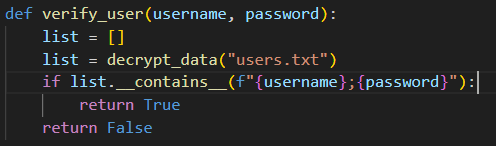 def verify_user(username, password):
    list = []
    list = decrypt_data("users.txt")
    if list.__contains__(f"{username};{password}"):
        return True
    return False